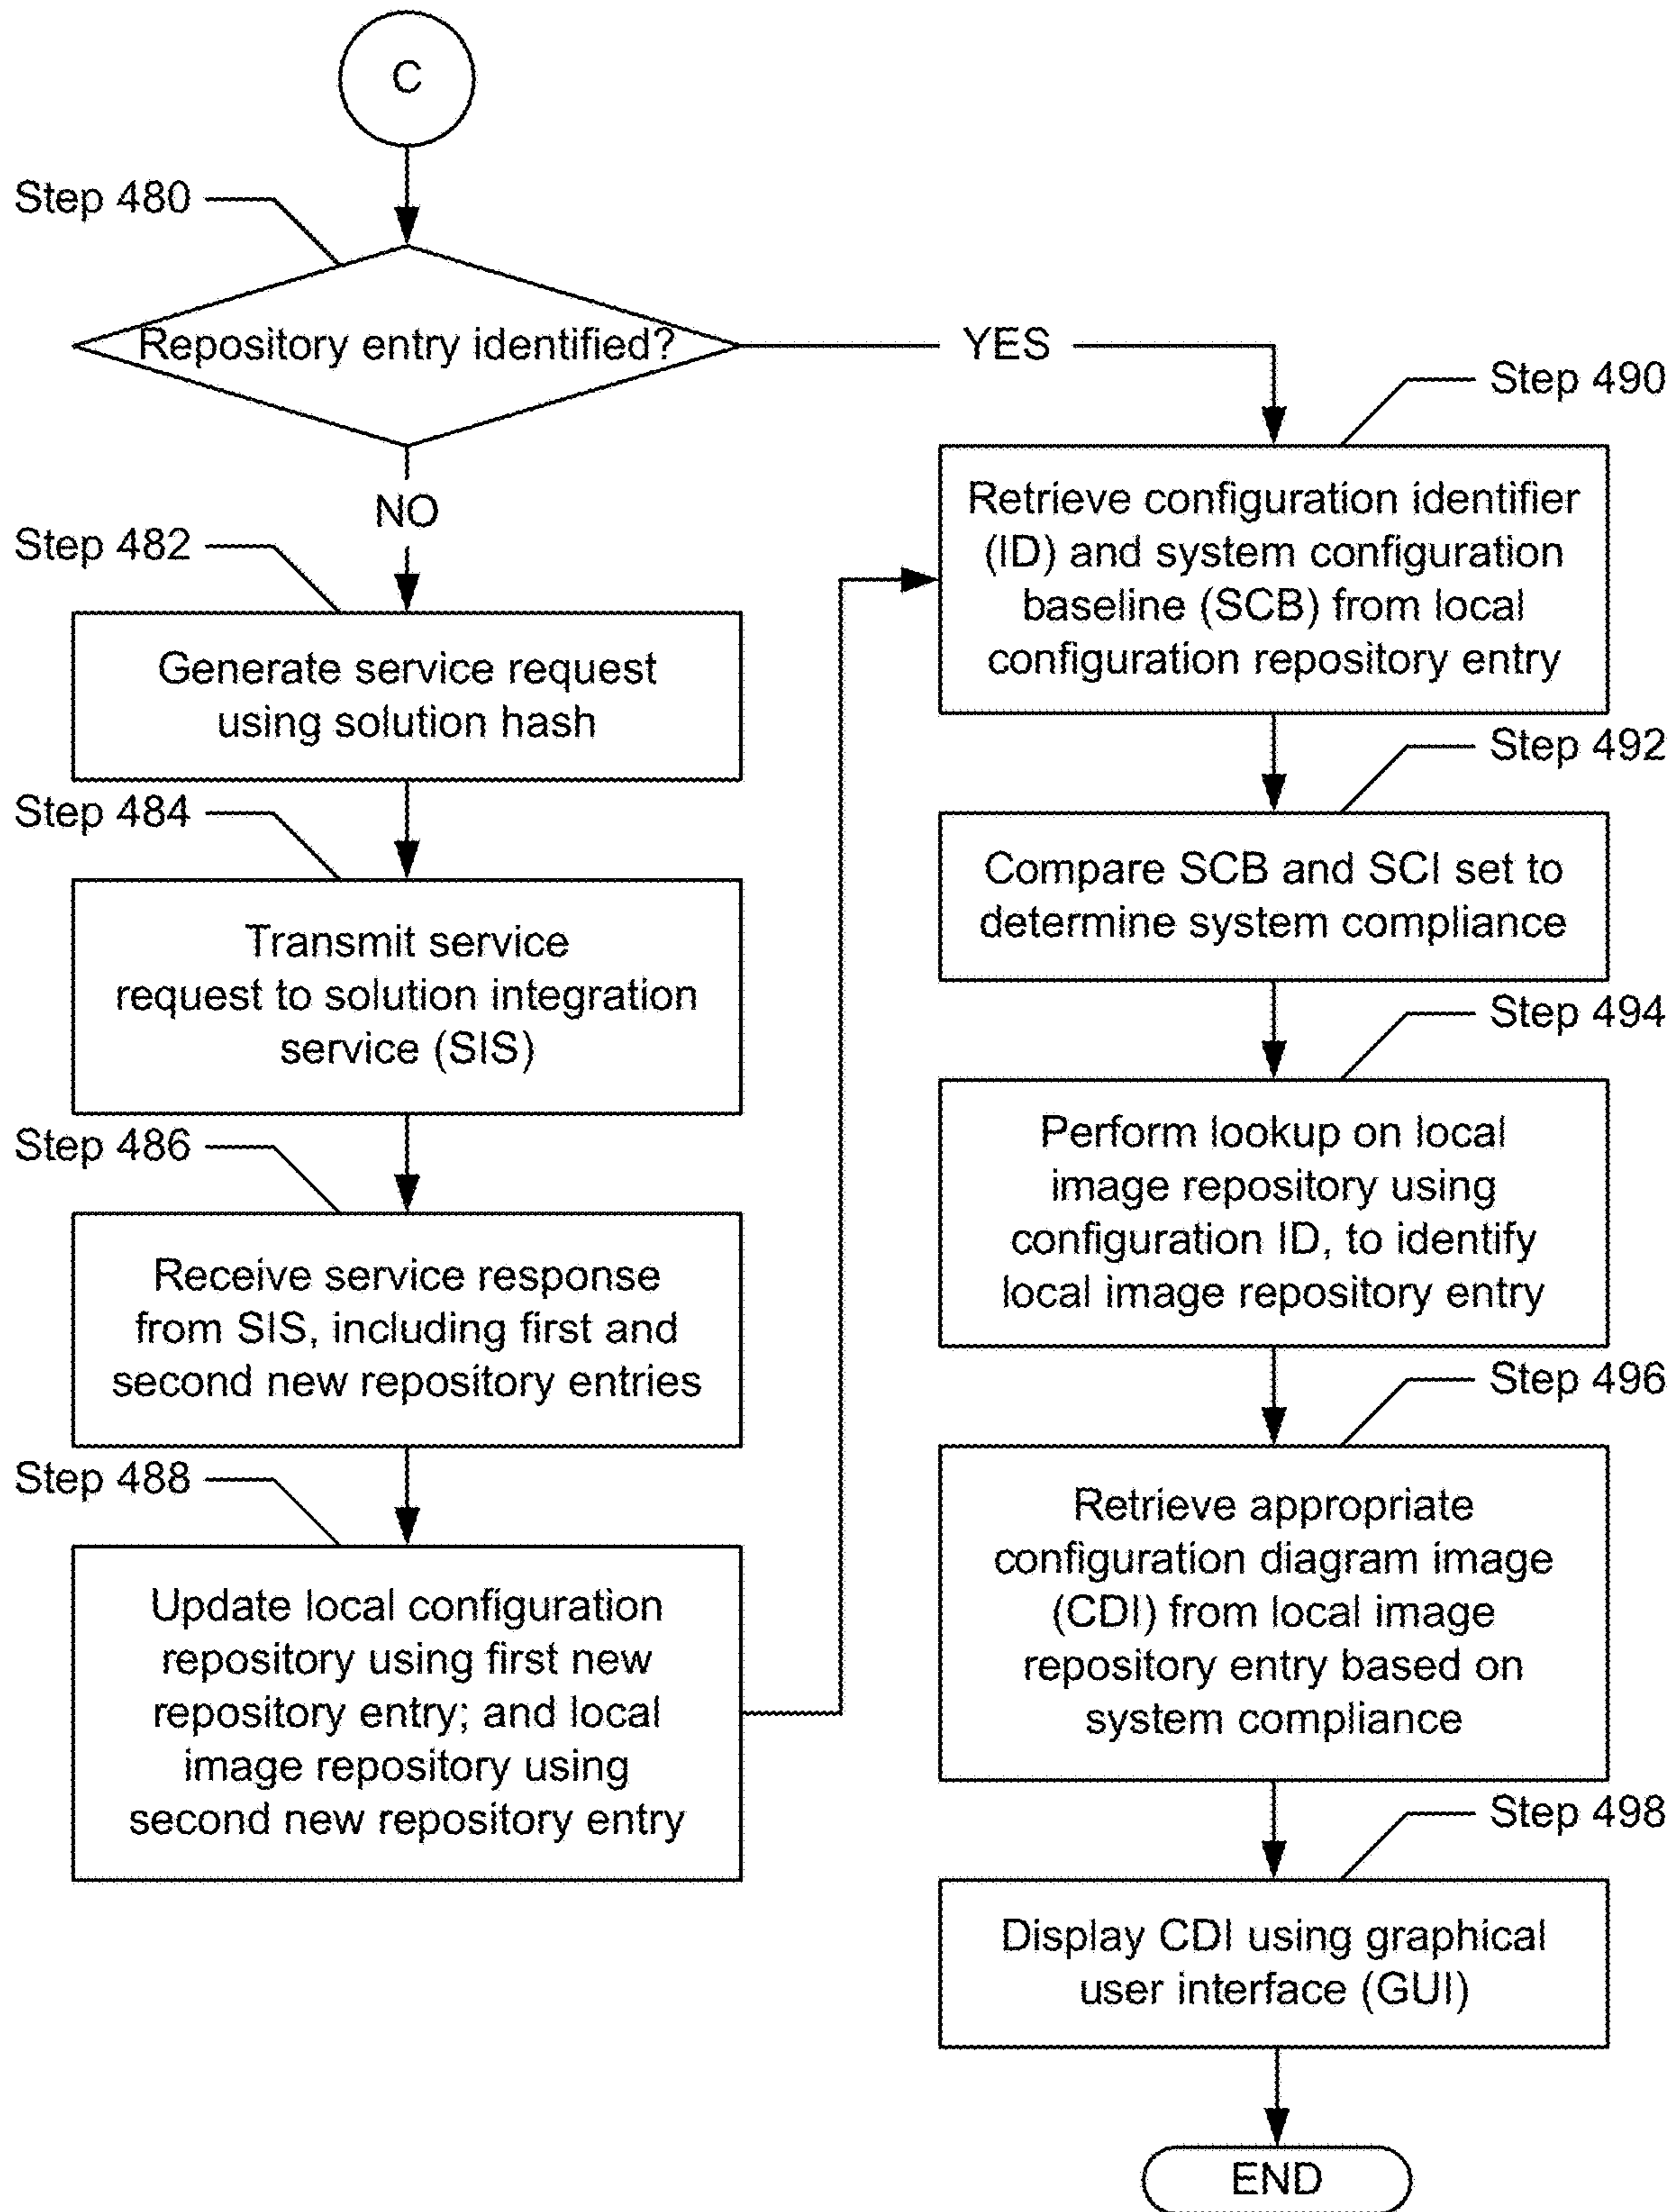 C
Step 480
Repository entry identified?
YES
NO
Step 482
Generate service request
using solution hash
Step 484
Transmit service
request to solution integration
service (SIS)
Step 486
Receive service response
from SIS, including first and
second new repository entries
Step 488
Update local configuration
repository using first new
repository entry; and local
image repository using
second new repository entry
Step 490
Retrieve configuration identifier
(ID) and system configuration
baseline (SCB) from local
configuration repository entry
Step 492
Compare SCB and SCI set to
determine system compliance
Step 494
Perform lookup on local
image repository using
configuration ID, to identify
local image repository entry
Step 496
Retrieve appropriate
configuration diagram image
(CDI) from local image
repository entry based on
system compliance
Step 498
Display CDI using graphical
user interface (GUI)
END